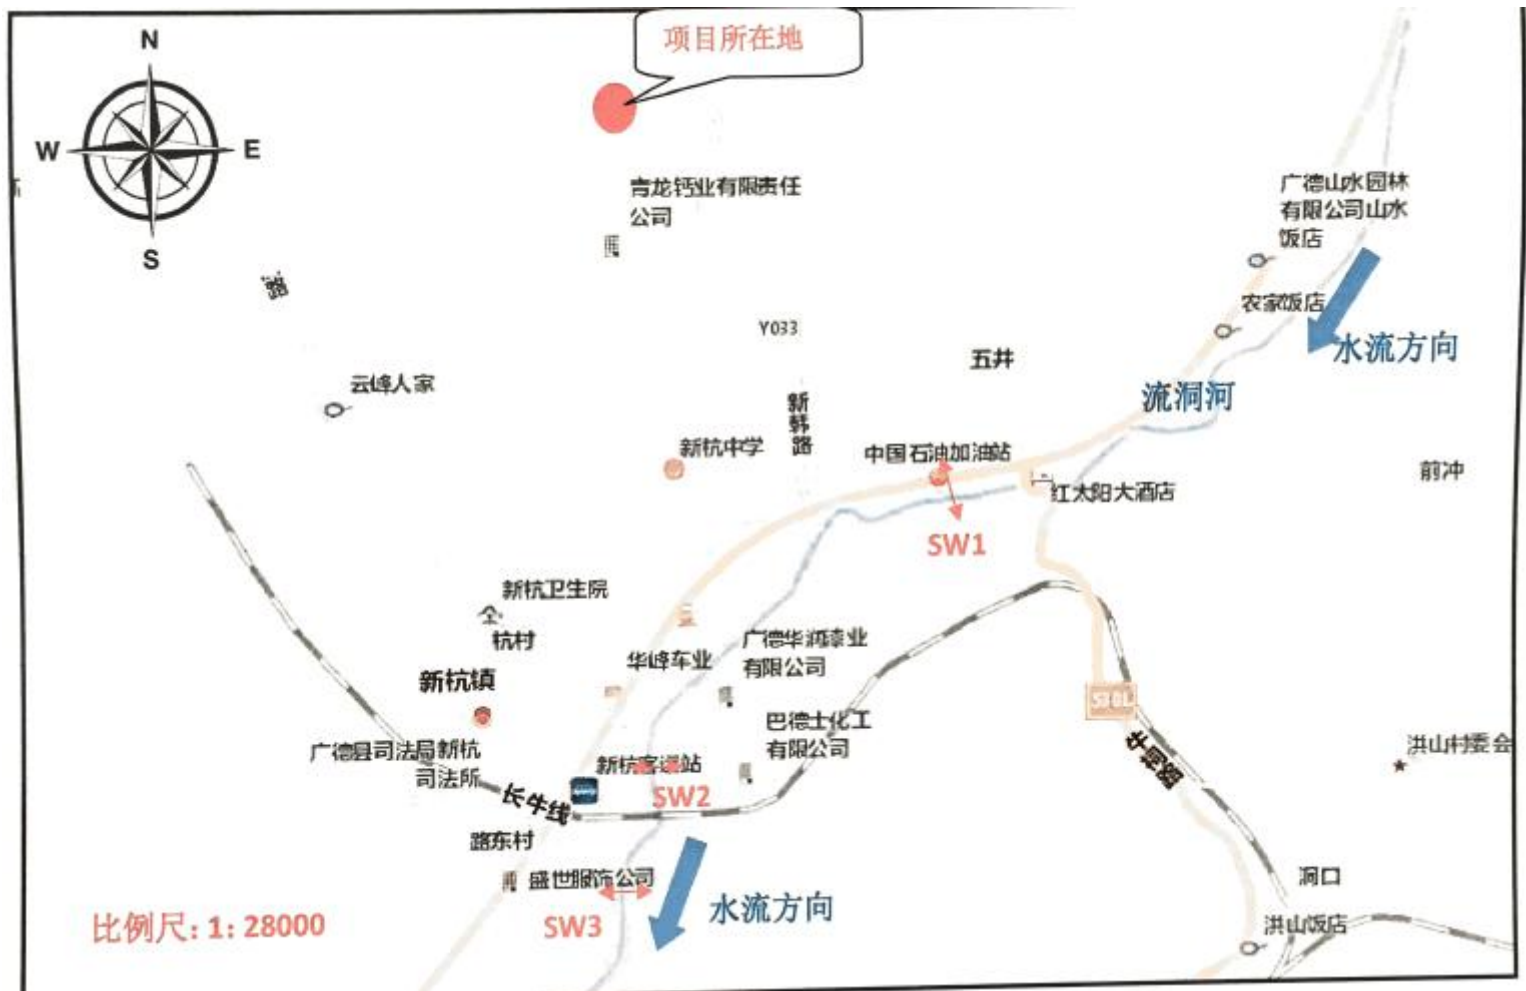 项目所在地
N
W
E
S
青龙钙业有限责任
公司
广德山水园林
有限公司山水
饭店
路
农家饭店
Y033
水流方向
五井
云峰人家
流洞河
新韩路
新杭中学
中国石油加油站
前冲
红太阳大酒店
SW1
新杭卫生院
杭村
广德华润漆业
有限公司
华峰车业
新杭镇
S301
巴德士化工
有限公司
广德县司法局新杭
司法所
洪山村委会
新杭客运站
SW2
长牛线
路东村
盛世服饰公司
洞口
水流方向
SW3
洪山饭店
比例尺: 1: 28000